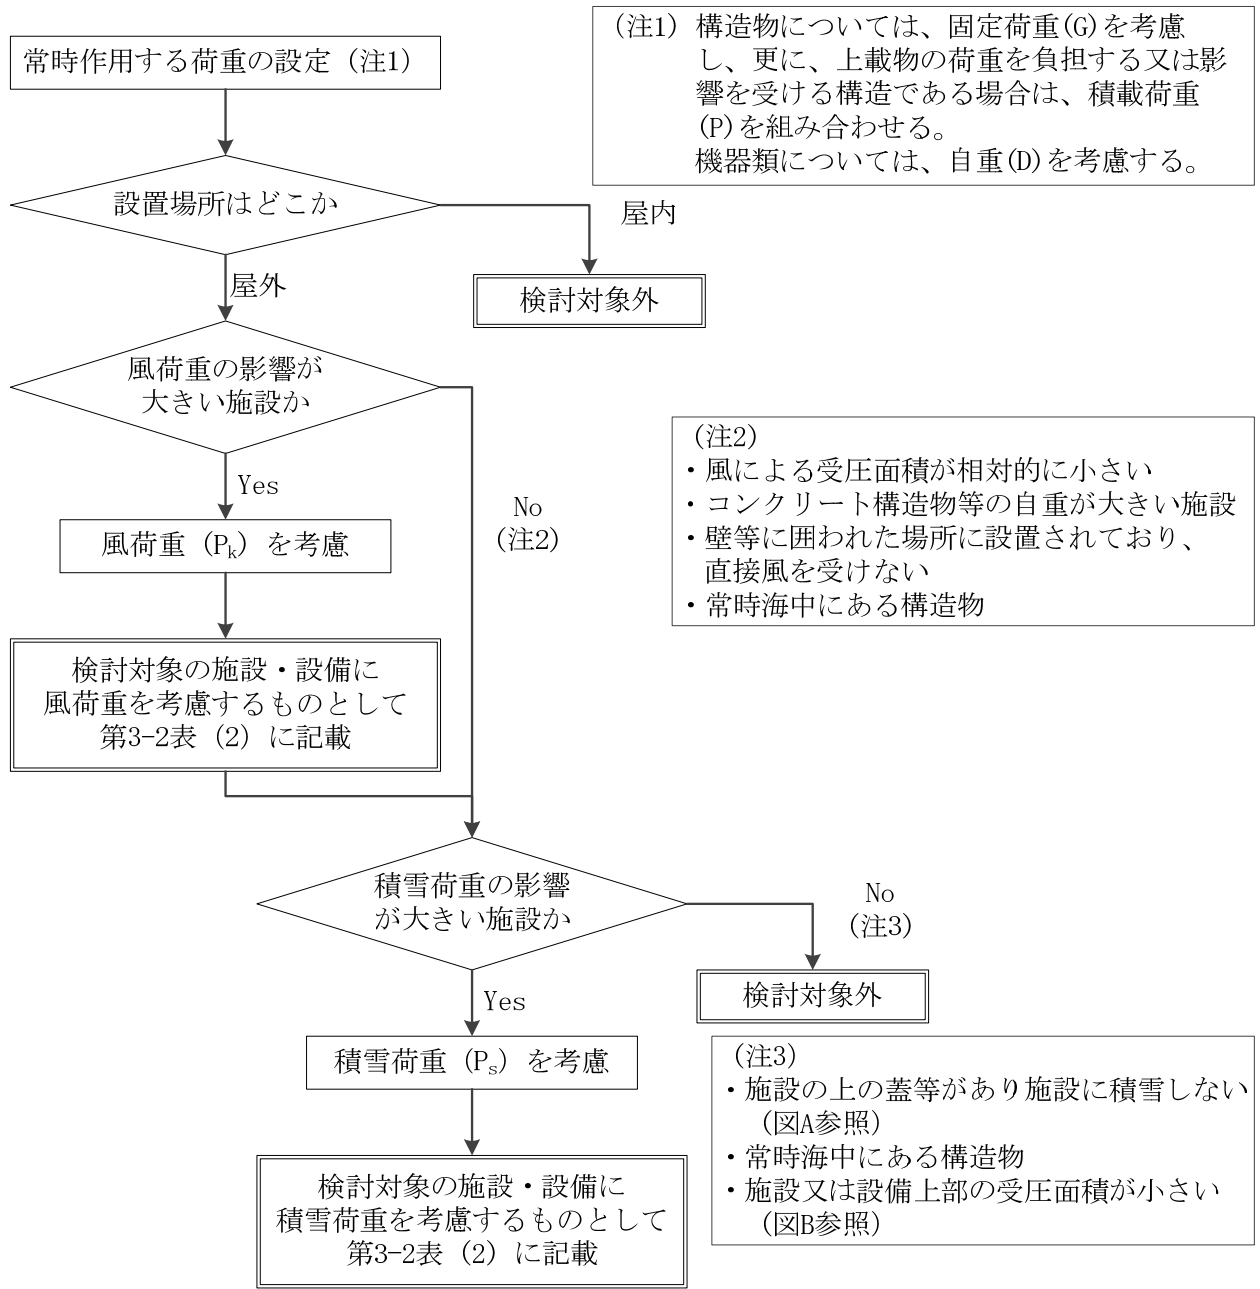 常時作用する荷重の設定（注1）
（注1）構造物については、固定荷重(G)を考慮
し、更に、上載物の荷重を負担する又は影
響を受ける構造である場合は、積載荷重
(P)を組み合わせる。
機器類については、自重(D)を考慮する。
設置場所はどこか
屋内
検討対象外
屋外
風荷重の影響が
大きい施設か
Yes
No
（注2）
風荷重（Pk）を考慮
検討対象の施設・設備に
風荷重を考慮するものとして
第3-2表（2）に記載
（注2）
・風による受圧面積が相対的に小さい
・コンクリート構造物等の自重が大きい施設
・壁等に囲われた場所に設置されており、
直接風を受けない
・常時海中にある構造物
積雪荷重の影響
が大きい施設か
No
（注3）
検討対象外
Yes
積雪荷重（Ps）を考慮
検討対象の施設・設備に
積雪荷重を考慮するものとして
第3-2表（2）に記載
（注3）
・施設の上の蓋等があり施設に積雪しない
（図A参照）
・常時海中にある構造物
・施設又は設備上部の受圧面積が小さい
（図B参照）